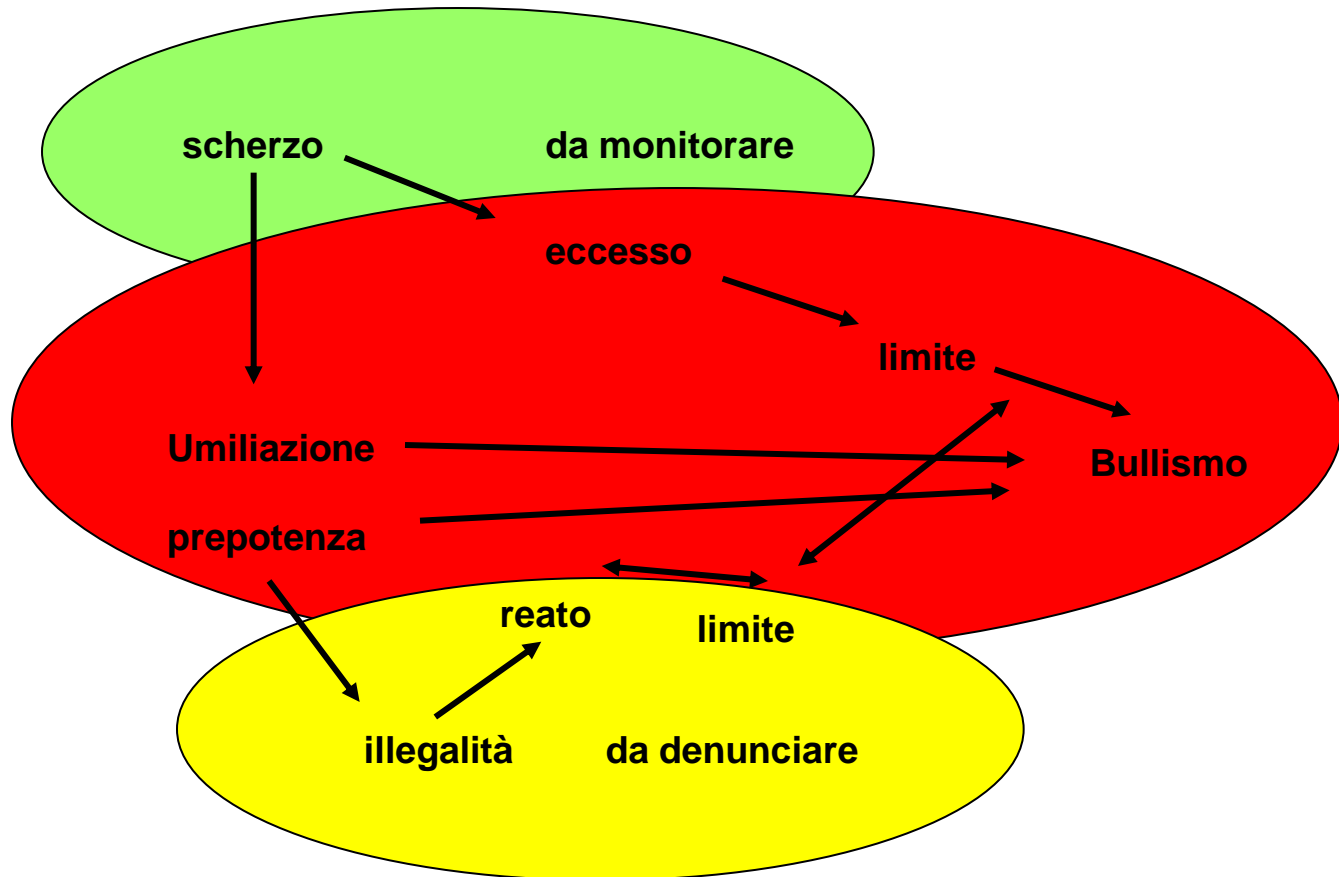 scherzo da monitorare
eccesso
limite
Umiliazione
Bullismo
prepotenza
reato
limite
illegalità da denunciare